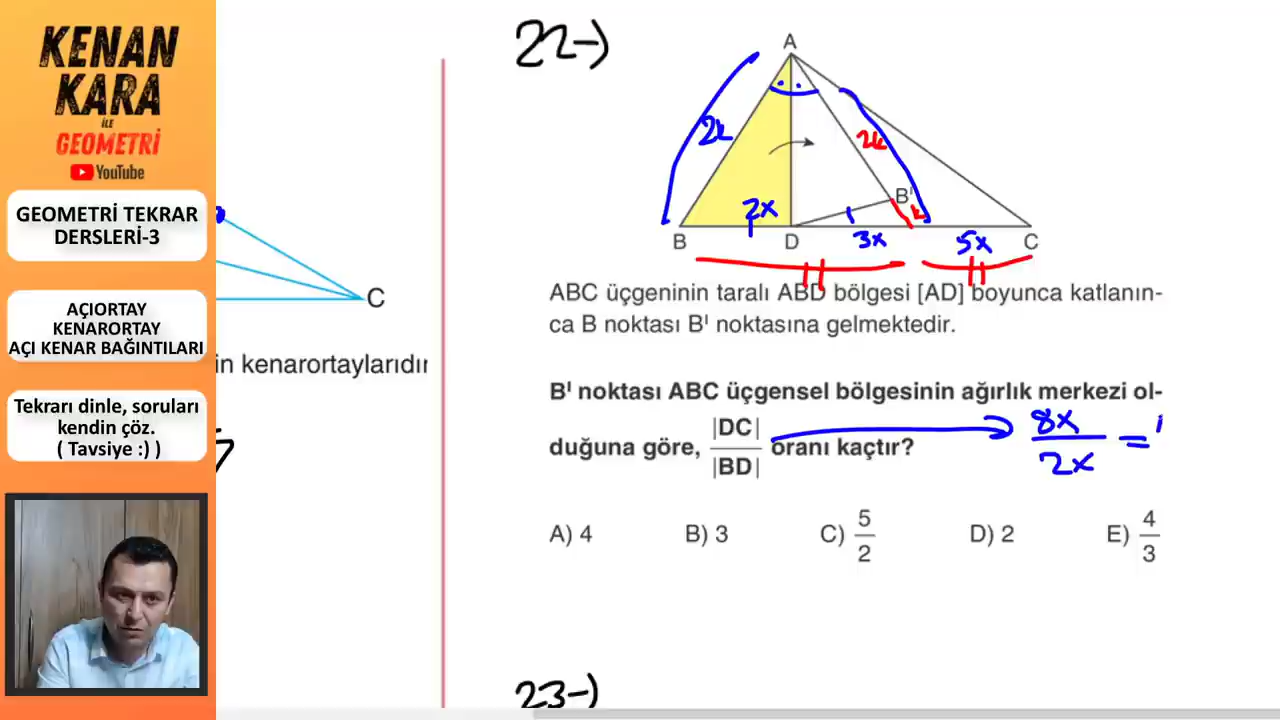 KENAN
KARA
İLE
GEOMETRİ
YouTube
GEOMETRİ TEKRAR
DERSLERİ-3
AÇIORTAY
KENARORTAY
AÇI KENAR BAĞINTILARI
Tekrarı dinle, soruları
kendin çöz.
( Tavsiye :) )
C
in kenarortaylarıdır
22-)
A
2k
2k
B'
k
2x
3x
5x
B
D
C
ABC üçgeninin taralı ABD bölgesi [AD] boyunca katlanın-
ca B noktası B' noktasına gelmektedir.
B' noktası ABC üçgensel bölgesinin ağırlık merkezi ol-
duğuna göre, |DC| / |BD| oranı kaçtır?
8x / 2x =
A) 4 B) 3 C) 5/2 D) 2 E) 4/3
23-)